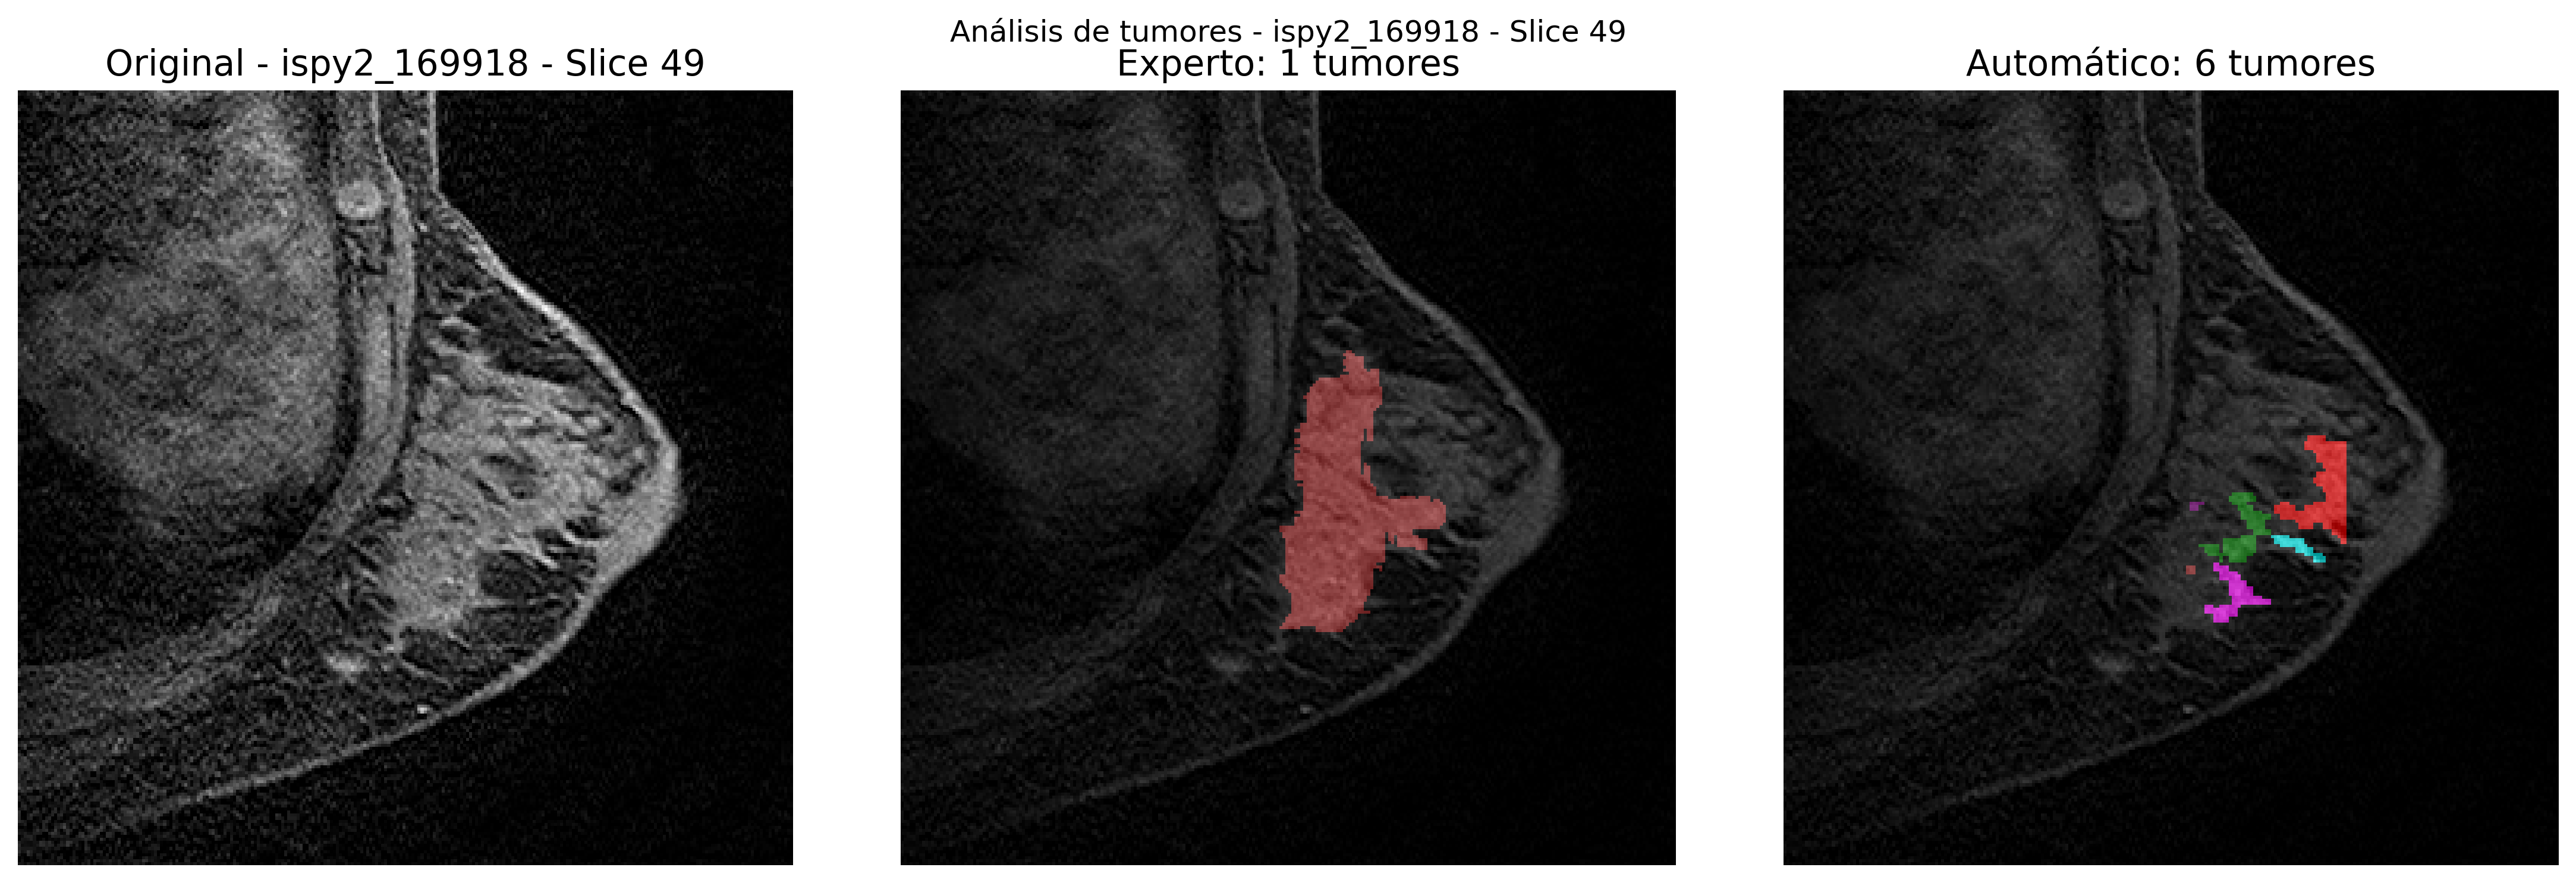 Análisis de tumores - ispy2_169918 - Slice 49
Original - ispy2_169918 - Slice 49
Experto: 1 tumores
Automático: 6 tumores